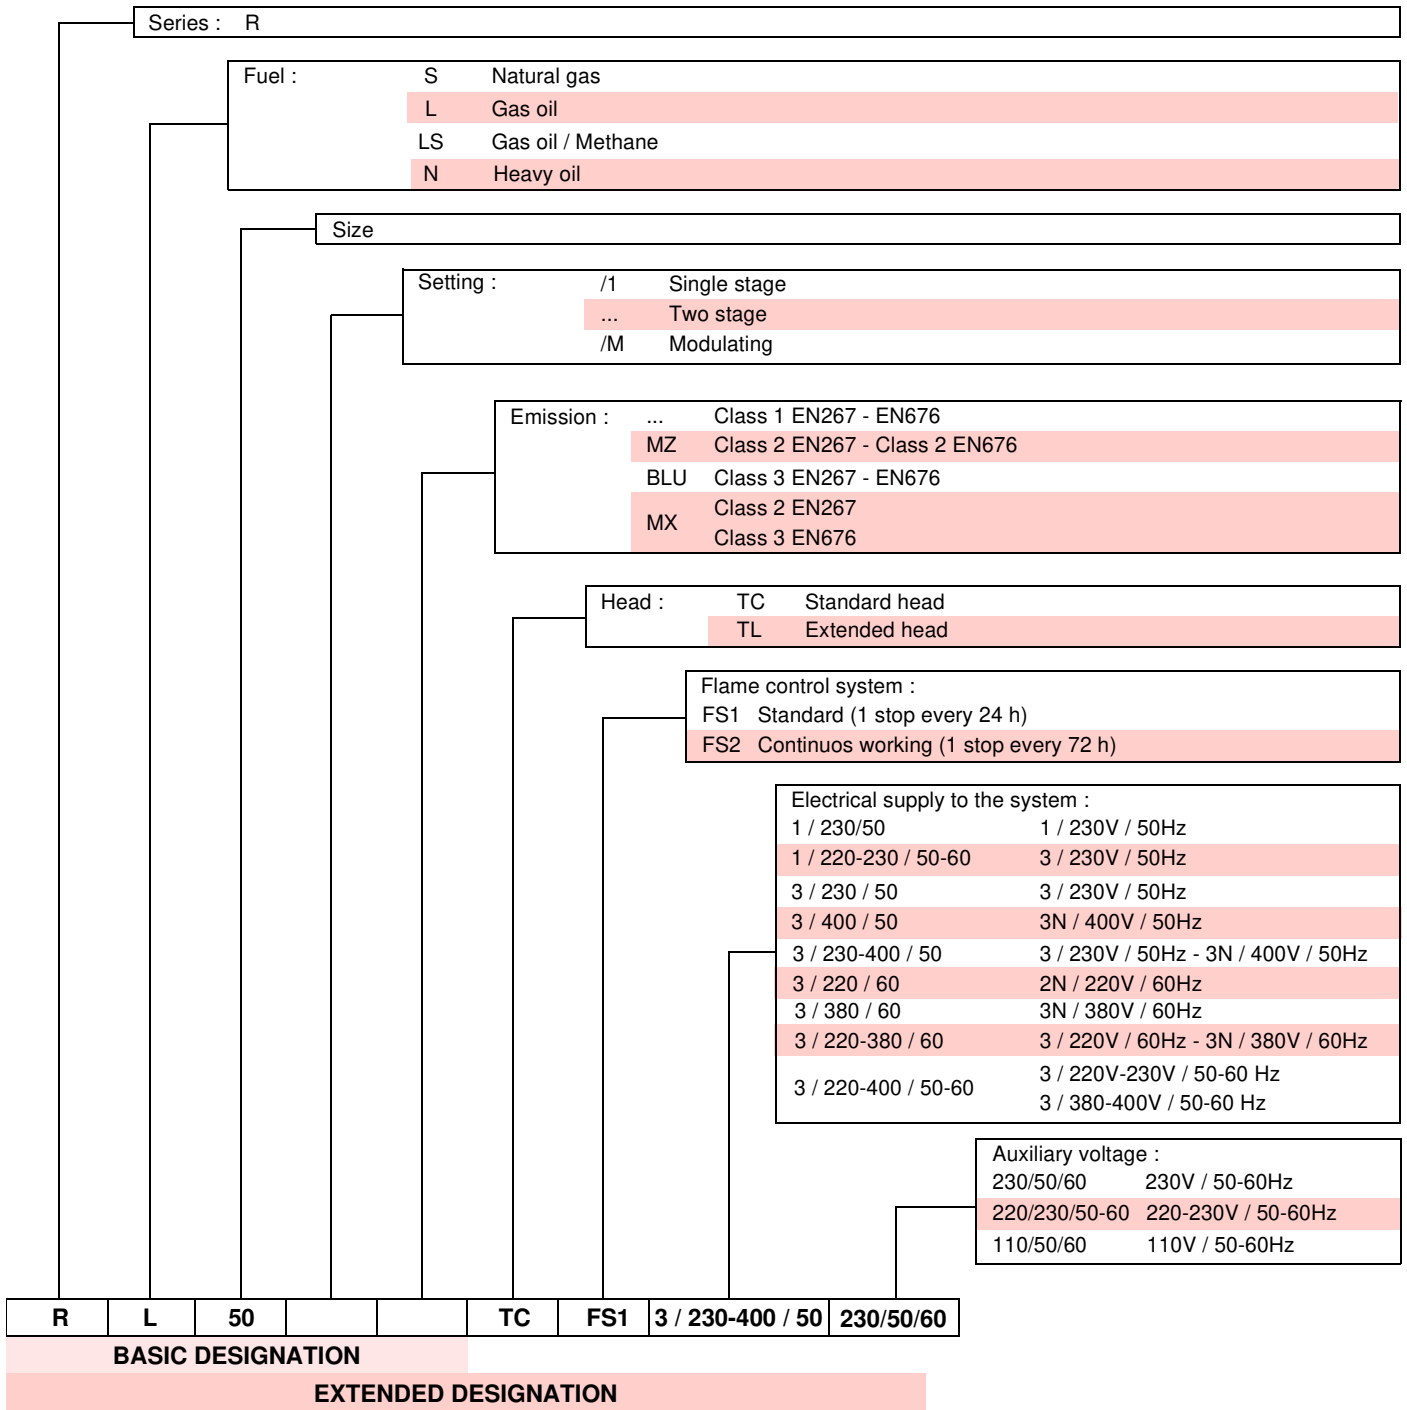 Series : R
Fuel : S Natural gas
L Gas oil
LS Gas oil / Methane
N Heavy oil
Size
Setting : /1 Single stage
... Two stage
/M Modulating
Emission : ... Class 1 EN267 - EN676
MZ Class 2 EN267 - Class 2 EN676
BLU Class 3 EN267 - EN676
MX Class 2 EN267
Class 3 EN676
Head : TC Standard head
TL Extended head
Flame control system :
FS1 Standard (1 stop every 24 h)
FS2 Continuos working (1 stop every 72 h)
Electrical supply to the system :
1 / 230/50 1 / 230V / 50Hz
1 / 220-230 / 50-60 3 / 230V / 50Hz
3 / 230 / 50 3 / 230V / 50Hz
3 / 400 / 50 3N / 400V / 50Hz
3 / 230-400 / 50 3 / 230V / 50Hz - 3N / 400V / 50Hz
3 / 220 / 60 2N / 220V / 60Hz
3 / 380 / 60 3N / 380V / 60Hz
3 / 220-380 / 60 3 / 220V / 60Hz - 3N / 380V / 60Hz
3 / 220-400 / 50-60 3 / 220V-230V / 50-60 Hz
3 / 380-400V / 50-60 Hz
Auxiliary voltage :
230/50/60 230V / 50-60Hz
220/230/50-60 220-230V / 50-60Hz
110/50/60 110V / 50-60Hz
R L 50 TC FS1 3 / 230-400 / 50 230/50/60
BASIC DESIGNATION
EXTENDED DESIGNATION